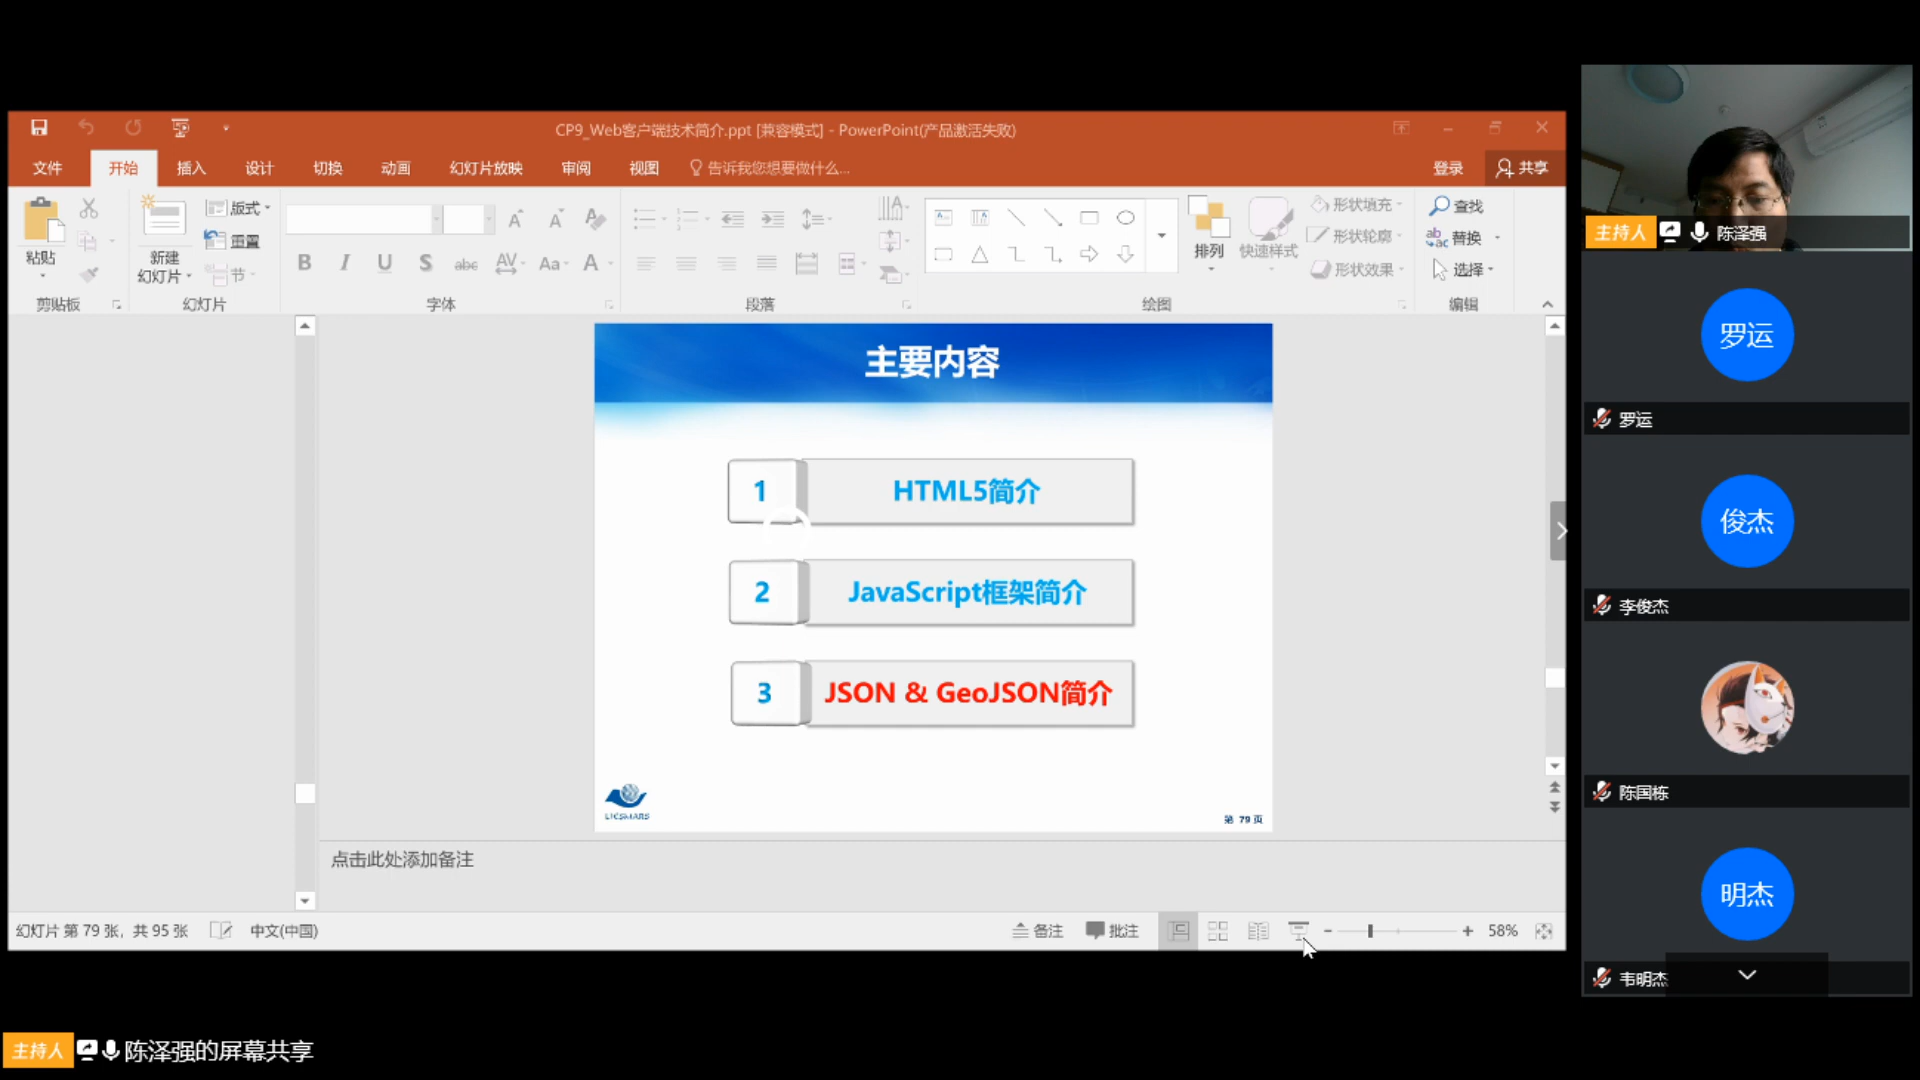 CP9_Web客户端技术简介.ppt [兼容模式] - PowerPoint(产品激活失败)
文件 开始 插入 设计 切换 动画 幻灯片放映 审阅 视图 告诉我您想要做什么... 登录 共享
粘贴
剪贴板
新建
幻灯片
版式
重置
节
幻灯片
B I U S abc AV Aa A
字体
段落
排列
快速样式
形状填充
形状轮廓
形状效果
绘图
查找
替换
选择
编辑
主要内容
1 HTML5简介
2 JavaScript框架简介
3 JSON & GeoJSON简介
LIESMARS
第 79 页
点击此处添加备注
幻灯片 第 79 张，共 95 张 中文(中国) 备注 批注 58%
主持人 陈泽强
罗运
罗运
俊杰
李俊杰
陈国栋
明杰
韦明杰
主持人 陈泽强的屏幕共享